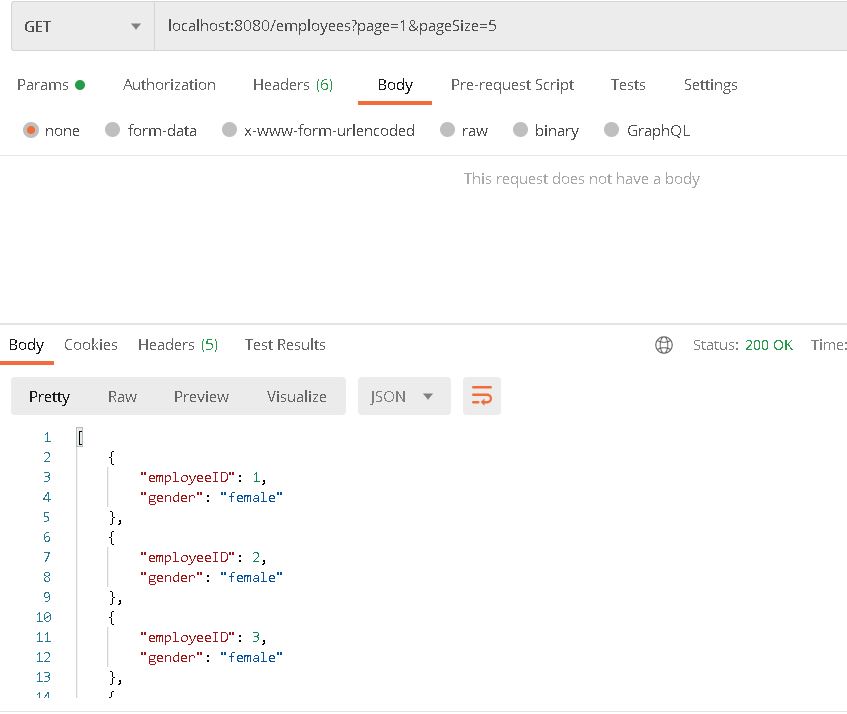 GET localhost:8080/employees?page=1&pageSize=5
Params Authorization Headers (6) Body Pre-request Script Tests Settings
none form-data x-www-form-urlencoded raw binary GraphQL
This request does not have a body
Body Cookies Headers (5) Test Results Status: 200 OK Time:
Pretty Raw Preview Visualize JSON
1 [
2 {
3 "employeeID": 1,
4 "gender": "female"
5 },
6 {
7 "employeeID": 2,
8 "gender": "female"
9 },
10 {
11 "employeeID": 3,
12 "gender": "female"
13 },
14 {